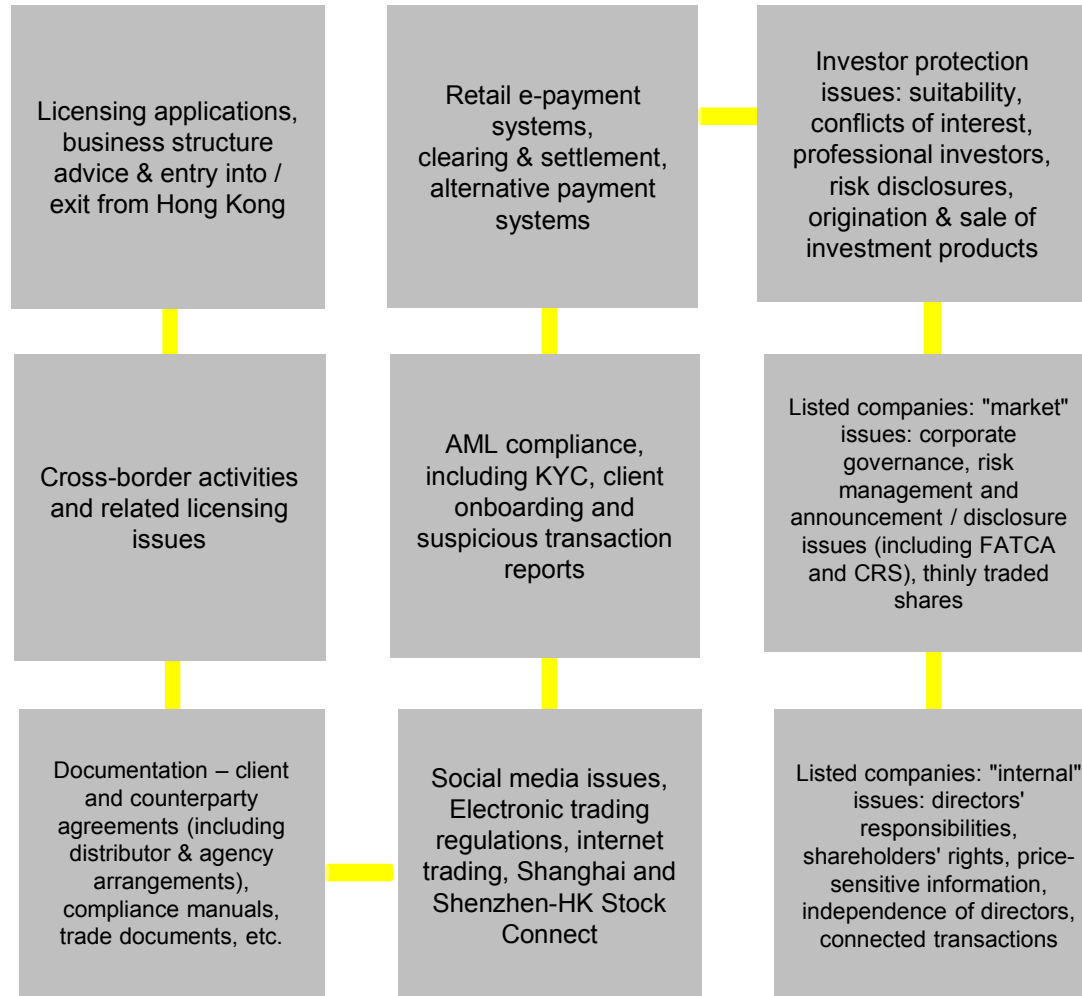 Licensing applications,
business structure
advice & entry into /
exit from Hong Kong
Cross-border activities
and related licensing
issues
Documentation – client
and counterparty
agreements (including
distributor & agency
arrangements),
compliance manuals,
trade documents, etc.
Social media issues,
Electronic trading
regulations, internet
trading, Shanghai and
Shenzhen-HK Stock
Connect
AML compliance,
including KYC, client
onboarding and
suspicious transaction
reports
Retail e-payment
systems,
clearing & settlement,
alternative payment
systems
Investor protection
issues: suitability,
conflicts of interest,
professional investors,
risk disclosures,
origination & sale of
investment products
Listed companies: "market"
issues: corporate
governance, risk
management and
announcement / disclosure
issues (including FATCA
and CRS), thinly traded
shares
Listed companies: "internal"
issues: directors'
responsibilities,
shareholders' rights, price-
sensitive information,
independence of directors,
connected transactions